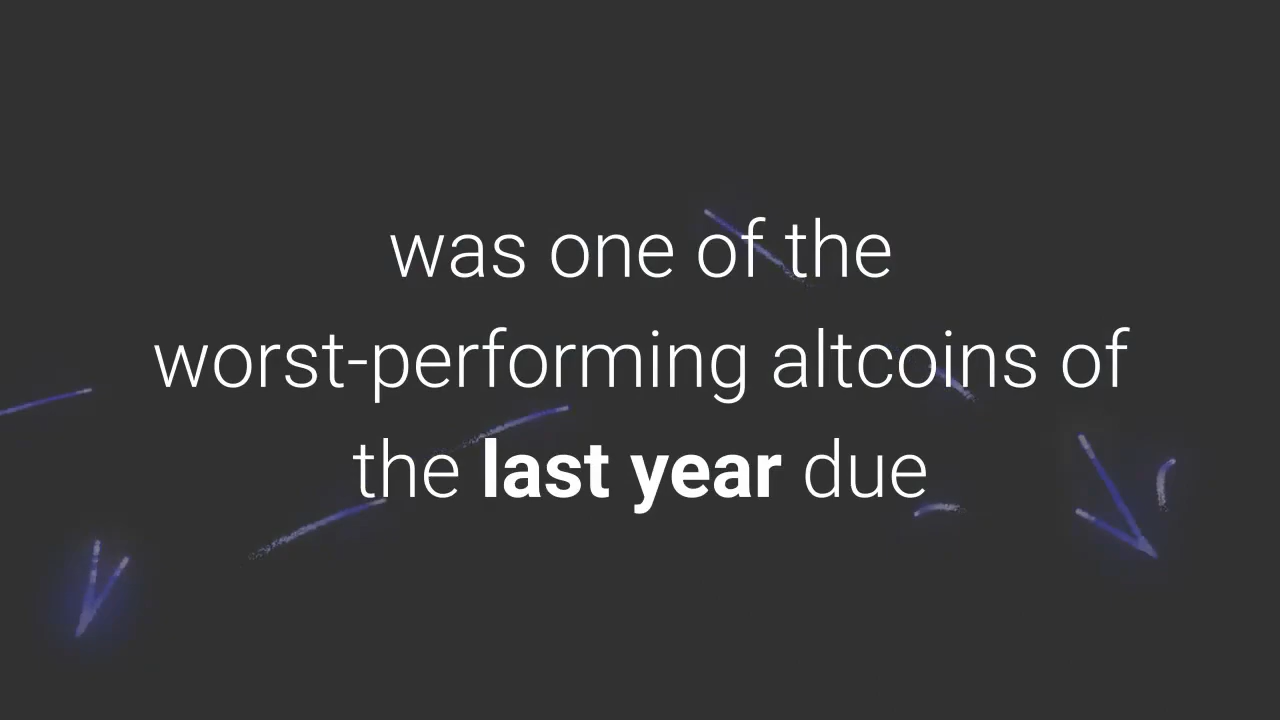 was one of the
worst-performing altcoins of
the last year due